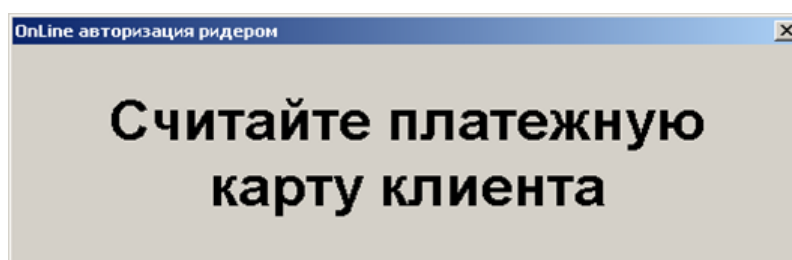 OnLine авторизация ридером
Считайте платежную
карту клиента